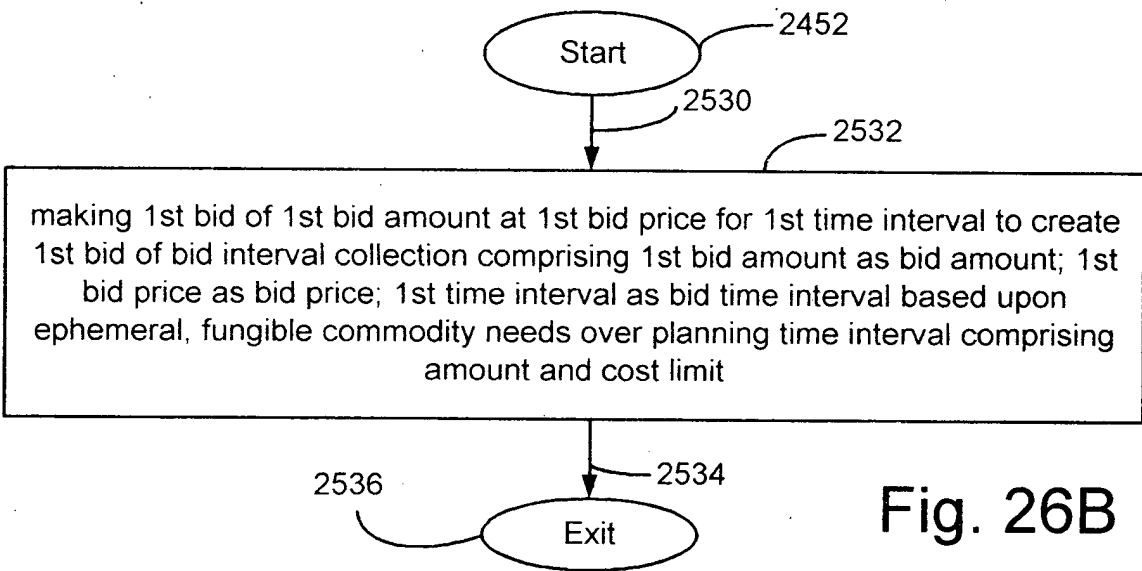 Start
2452
2530
2532
making 1st bid of 1st bid amount at 1st bid price for 1st time interval to create
1st bid of bid interval collection comprising 1st bid amount as bid amount; 1st
bid price as bid price; 1st time interval as bid time interval based upon
ephemeral, fungible commodity needs over planning time interval comprising
amount and cost limit
2534
2536
Exit
Fig. 26B